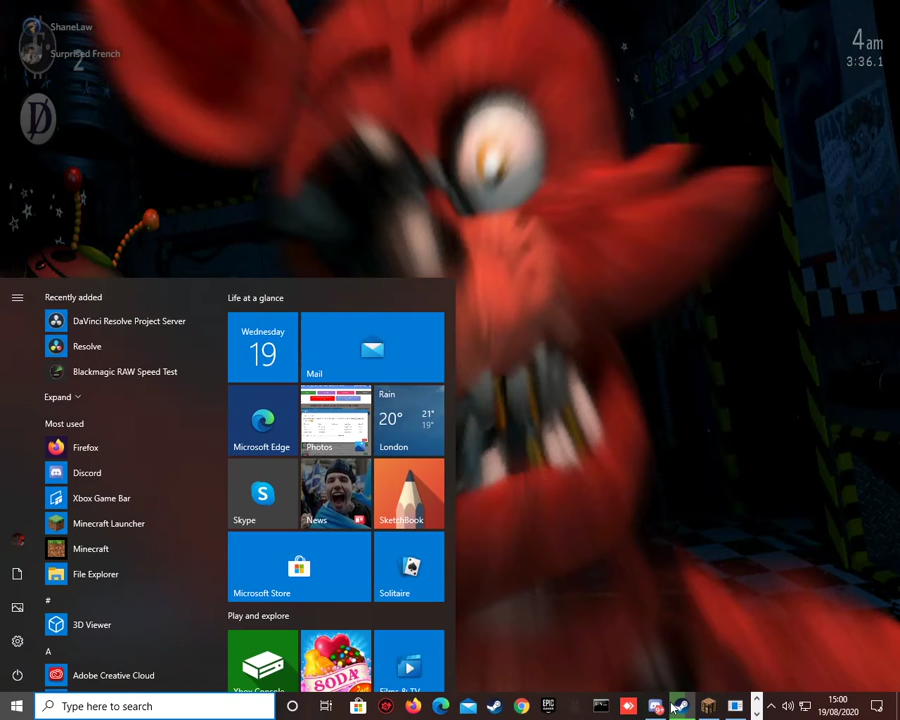 ShaneLaw
Surprised French
2
4am
3:36.1
D
Recently added
DaVinci Resolve Project Server
Resolve
Blackmagic RAW Speed Test
Expand
Most used
Firefox
Discord
Xbox Game Bar
Minecraft Launcher
Minecraft
File Explorer
#
3D Viewer
A
Adobe Creative Cloud
Life at a glance
Wednesday
19
Mail
Microsoft Edge
Photos
Rain
20°
21°
19°
London
Skype
News
SketchBook
Microsoft Store
Solitaire
Play and explore
Xbox Console
SODA
Films & TV
Type here to search
EPIC
15:00
19/08/2020